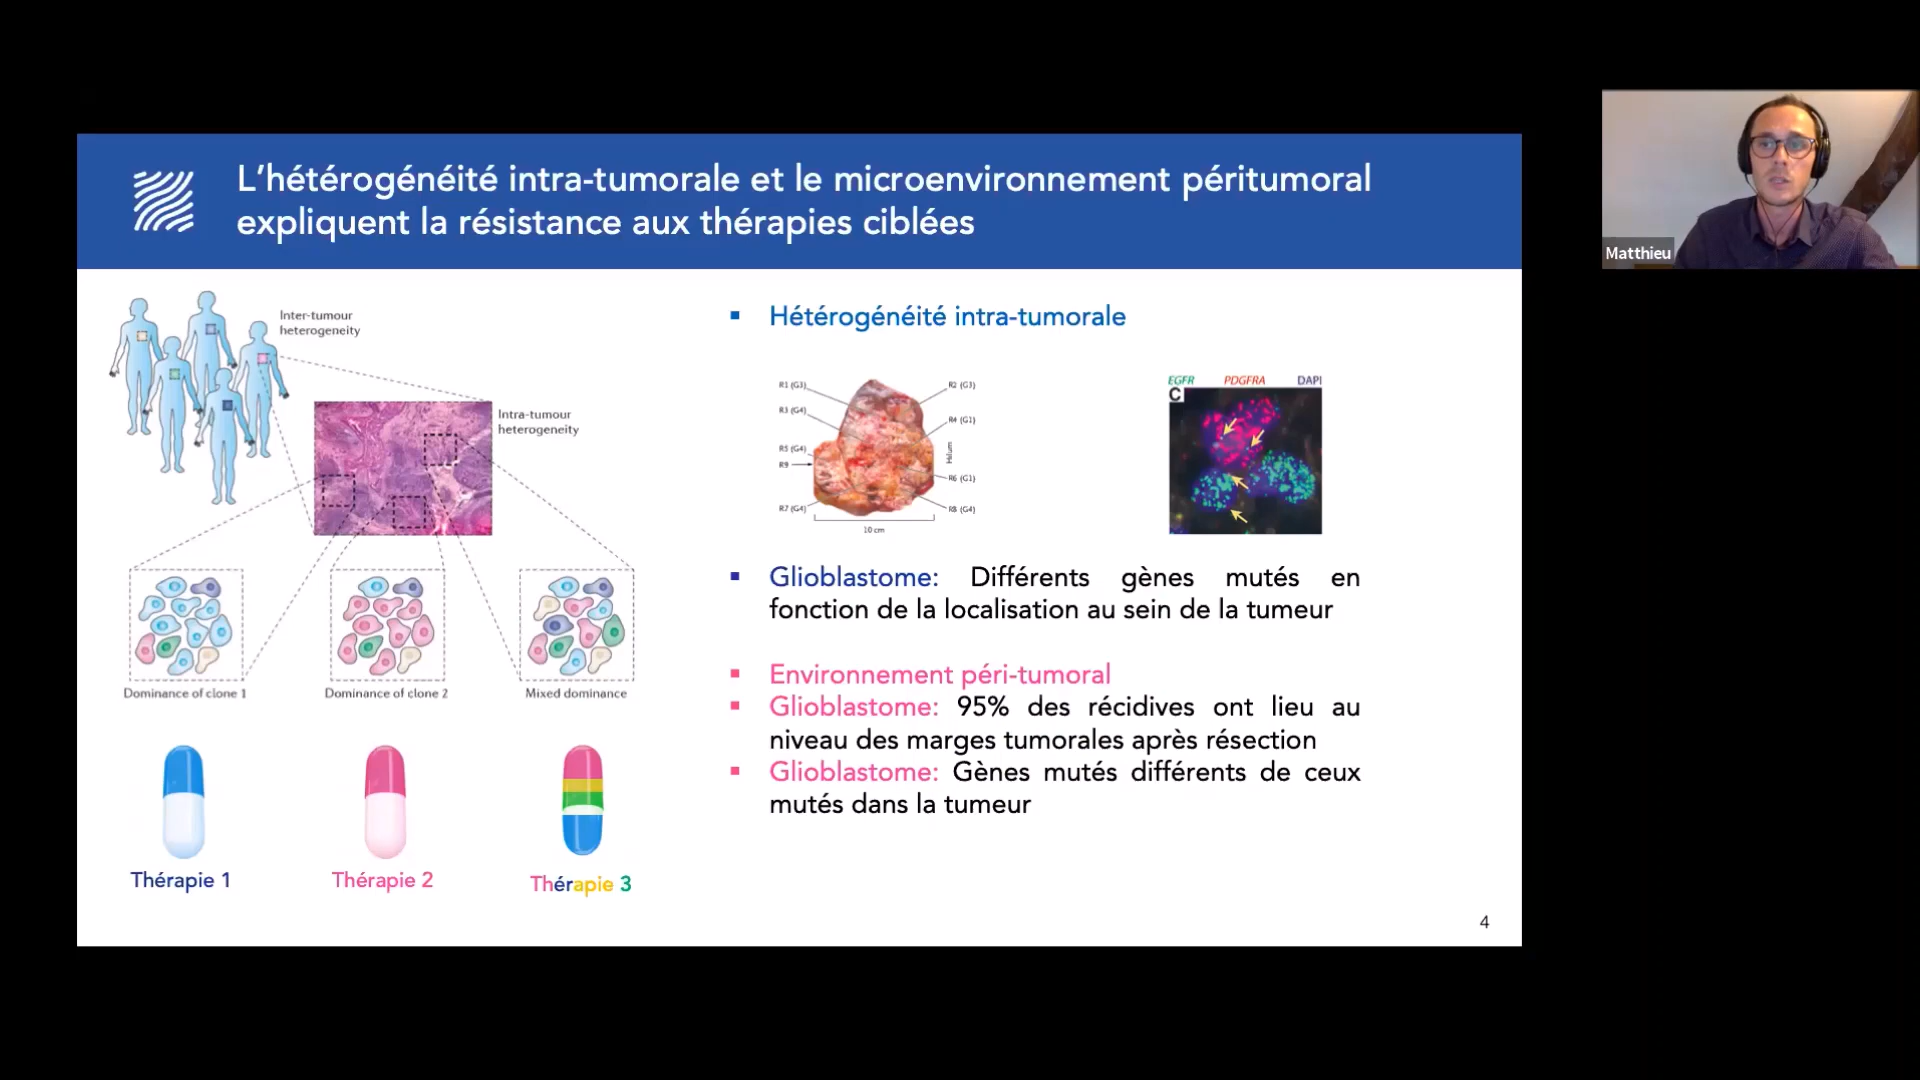 L’hétérogénéité intra-tumorale et le microenvironnement péritumoral
expliquent la résistance aux thérapies ciblées
Matthieu
Inter-tumour
heterogeneity
Intra-tumour
heterogeneity
Dominance of clone 1
Dominance of clone 2
Mixed dominance
Thérapie 1
Thérapie 2
Thérapie 3
▪ Hétérogénéité intra-tumorale
R1 (G3)
R2 (G3)
R3 (G4)
R4 (G1)
R5 (G4)
Hilum
R9
R6 (G1)
R7 (G4)
R8 (G4)
10 cm
EGFR PDGFRA DAPI
C
▪ Glioblastome: Différents gènes mutés en
fonction de la localisation au sein de la tumeur
▪ Environnement péri-tumoral
▪ Glioblastome: 95% des récidives ont lieu au
niveau des marges tumorales après résection
▪ Glioblastome: Gènes mutés différents de ceux
mutés dans la tumeur
4